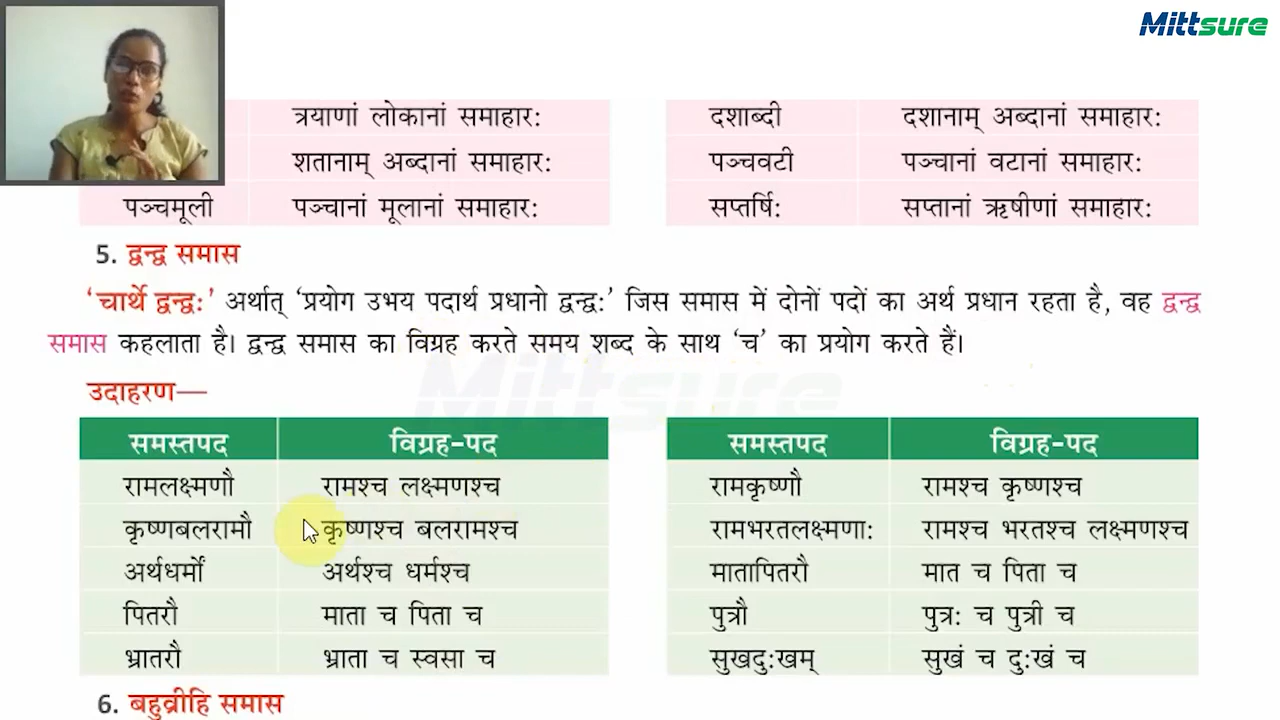 Mittsure
त्रयाणां लोकानां समाहारः दशाब्दी दशानाम् अब्दानां समाहारः
शतानाम् अब्दानां समाहारः पञ्चवटी पञ्चानां वटानां समाहारः
पञ्चमूली पञ्चानां मूलानां समाहारः सप्तर्षिः सप्तानां ऋषीणां समाहारः
5. द्वन्द्व समास
‘चार्थे द्वन्द्वः’ अर्थात् ‘प्रयोग उभय पदार्थ प्रधानो द्वन्द्वः’ जिस समास में दोनों पदों का अर्थ प्रधान रहता है, वह द्वन्द्व
समास कहलाता है। द्वन्द्व समास का विग्रह करते समय शब्द के साथ ‘च’ का प्रयोग करते हैं।
Mittsure
उदाहरण—
समस्तपद विग्रह-पद समस्तपद विग्रह-पद
रामलक्ष्मणौ रामश्च लक्ष्मणश्च रामकृष्णौ रामश्च कृष्णश्च
कृष्णबलरामौ कृष्णश्च बलरामश्च रामभरतलक्ष्मणाः रामश्च भरतश्च लक्ष्मणश्च
अर्थधर्मों अर्थश्च धर्मश्च मातापितरौ मात च पिता च
पितरौ माता च पिता च पुत्रौ पुत्रः च पुत्री च
भ्रातरौ भ्राता च स्वसा च सुखदुःखम् सुखं च दुःखं च
6. बहुव्रीहि समास